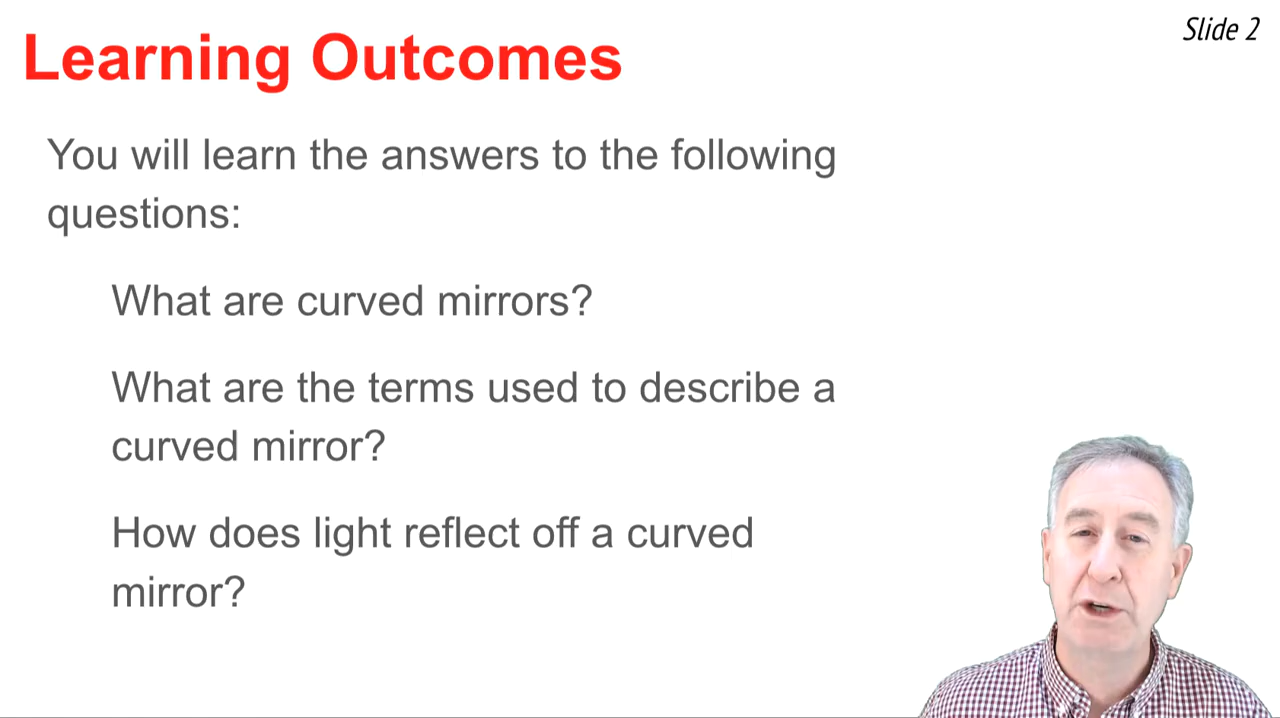 Slide 2
Learning Outcomes
You will learn the answers to the following
questions:
What are curved mirrors?
What are the terms used to describe a
curved mirror?
How does light reflect off a curved
mirror?